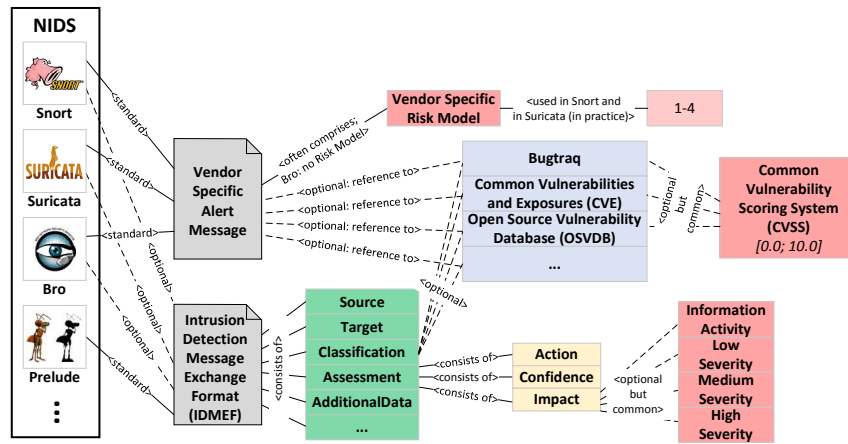 NIDS
SNORT
Snort
SURICATA
Suricata
Bro
Prelude
<standard>
<standard>
<standard>
<standard>
<optional>
<optional>
<optional>
Vendor
Specific
Alert
Message
Intrusion
Detection
Message
Exchange
Format
(IDMEF)
<often comprises;
Bro: no Risk Model>
Vendor Specific
Risk Model
<used in Snort and
in Suricata (in practice)>
1-4
<optional: reference to>
<optional: reference to>
<optional: reference to>
<optional: reference to>
Bugtraq
Common Vulnerabilities
and Exposures (CVE)
Open Source Vulnerability
Database (OSVDB)
...
<optional
but
common>
Common
Vulnerability
Scoring System
(CVSS)
[0.0; 10.0]
<optional>
<consists of>
Source
Target
Classification
Assessment
AdditionalData
...
<consists of>
<consists of>
<consists of>
Action
Confidence
Impact
<optional
but
common>
Information
Activity
Low
Severity
Medium
Severity
High
Severity